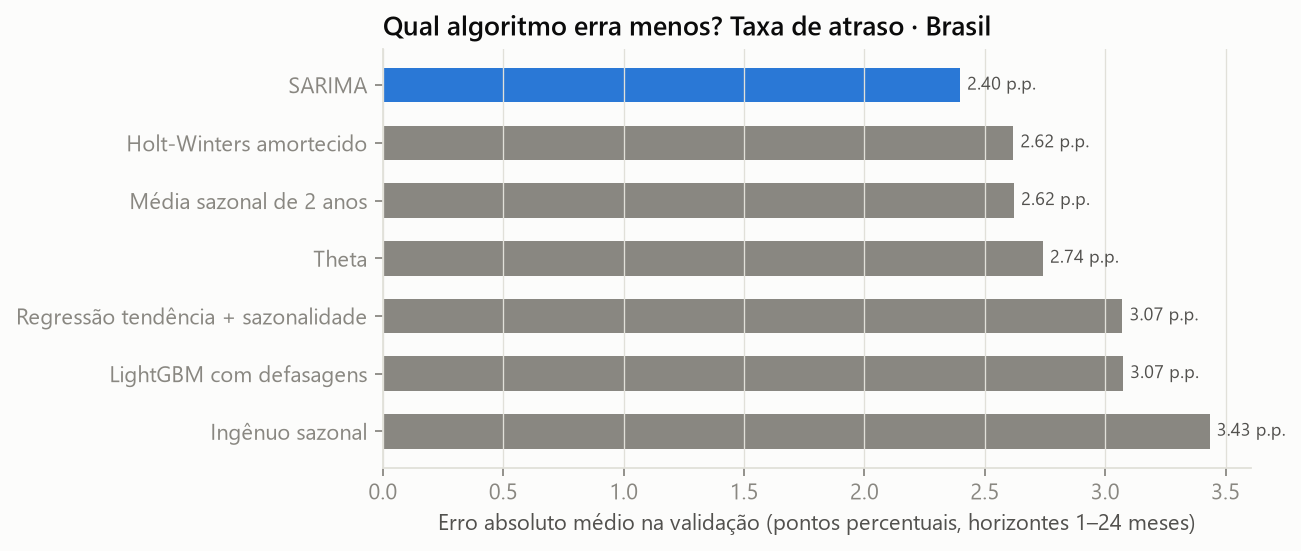 Qual algoritmo erra menos? Taxa de atraso · Brasil
SARIMA
2.40 p.p.
Holt-Winters amortecido
2.62 p.p.
Média sazonal de 2 anos
2.62 p.p.
Theta
2.74 p.p.
Regressão tendência + sazonalidade
3.07 p.p.
LightGBM com defasagens
3.07 p.p.
Ingênuo sazonal
3.43 p.p.
0.0 0.5 1.0 1.5 2.0 2.5 3.0 3.5
Erro absoluto médio na validação (pontos percentuais, horizontes 1–24 meses)